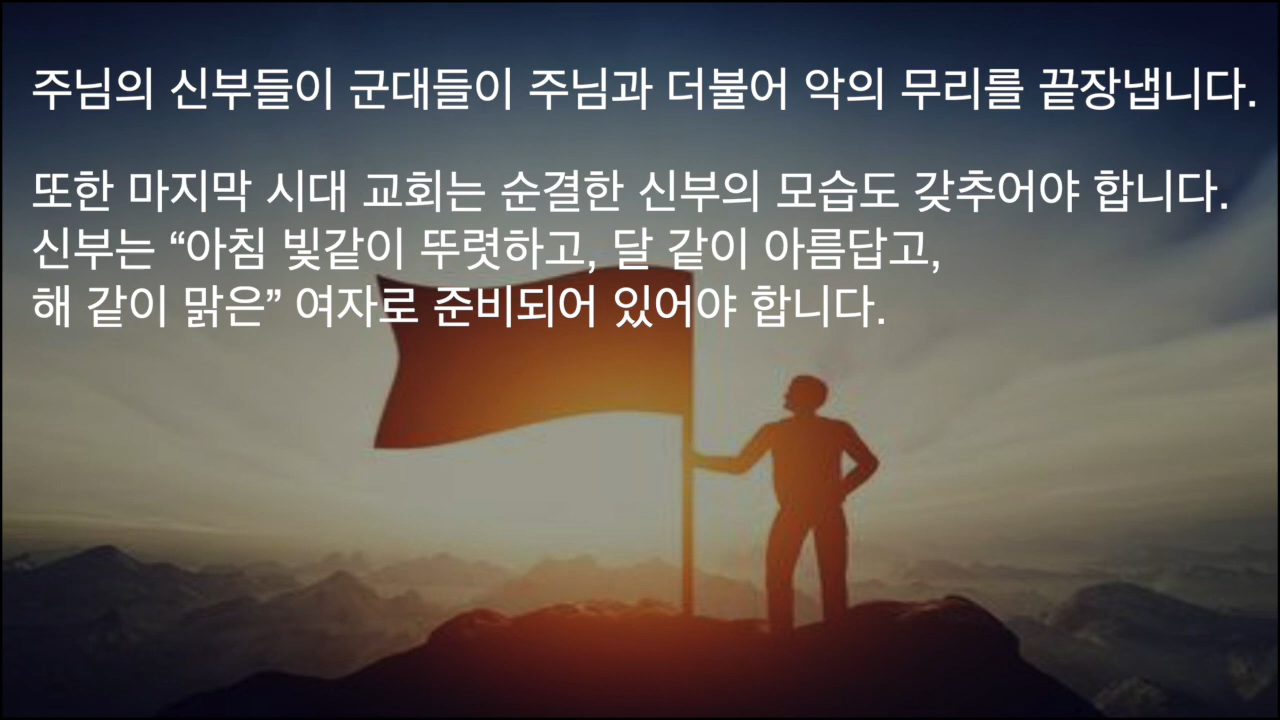 주님의 신부들이 군대들이 주님과 더불어 악의 무리를 끝장냅니다.
또한 마지막 시대 교회는 순결한 신부의 모습도 갖추어야 합니다.
신부는 “아침 빛같이 뚜렷하고, 달 같이 아름답고,
해 같이 맑은” 여자로 준비되어 있어야 합니다.